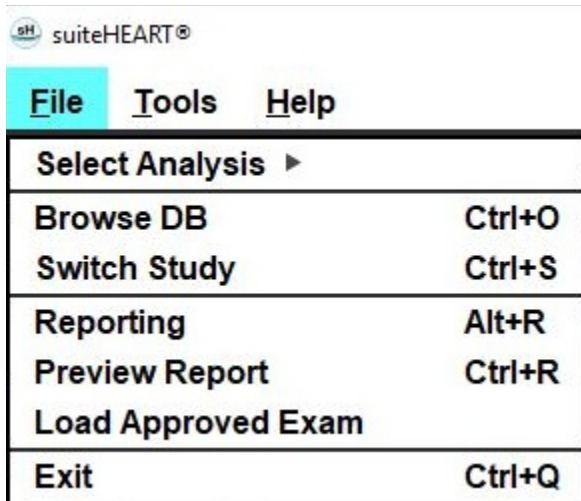 sH suiteHEART®
File Tools Help
Select Analysis ▶
Browse DB Ctrl+O
Switch Study Ctrl+S
Reporting Alt+R
Preview Report Ctrl+R
Load Approved Exam
Exit Ctrl+Q